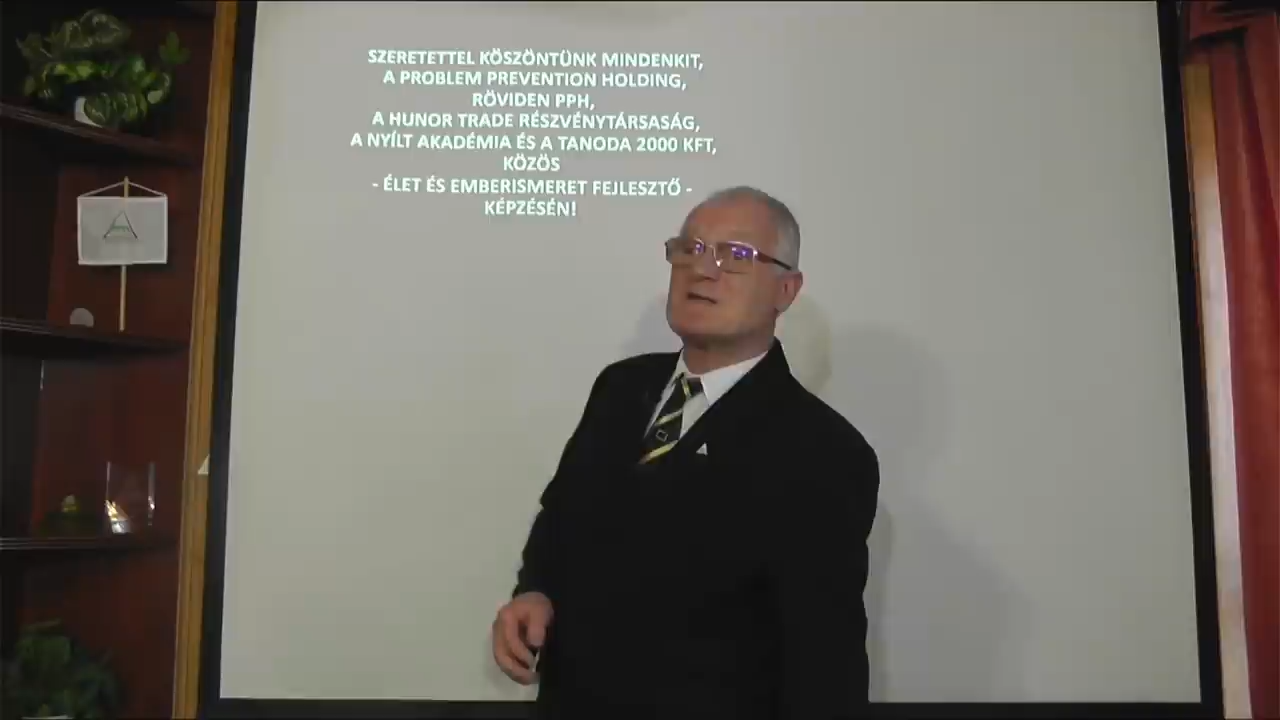 SZERETETTEL KÖSZÖNTÜNK MINDENKIT,
A PROBLEM PREVENTION HOLDING,
RÖVIDEN PPH,
A HUNOR TRADE RÉSZVÉNYTÁRSASÁG,
A NYÍLT AKADÉMIA ÉS A TANODA 2000 KFT,
KÖZÖS
- ÉLET ÉS EMBERISMERET FEJLESZTŐ -
KÉPZÉSÉN!